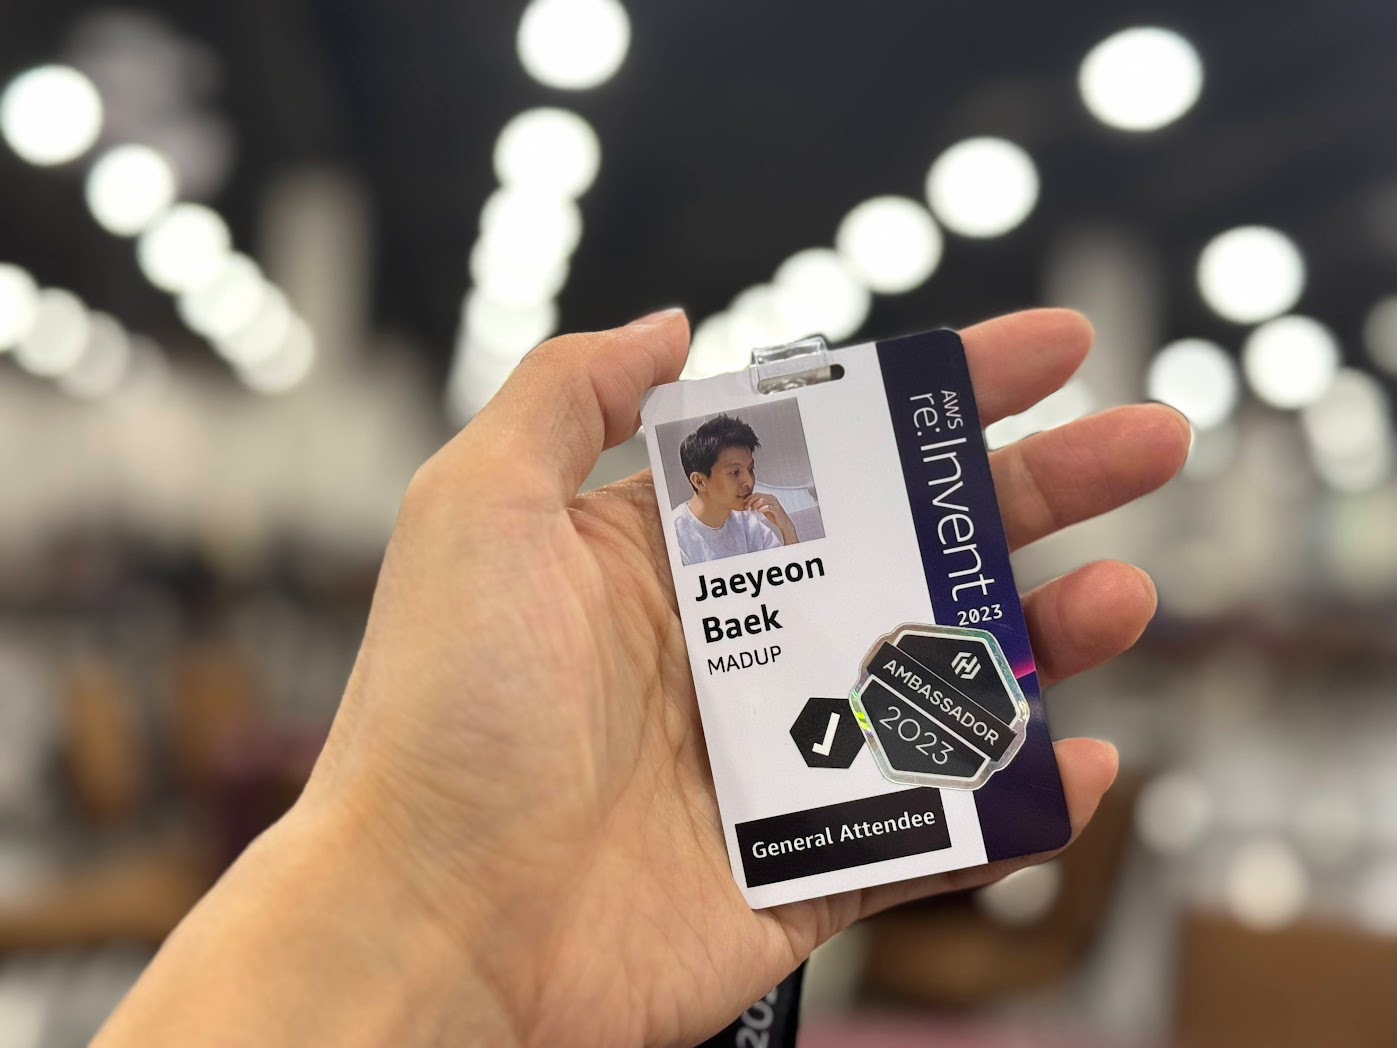 AWS
re:Invent
2023
Jaeyeon
Baek
MADUP
AMBASSADOR
2023
General Attendee